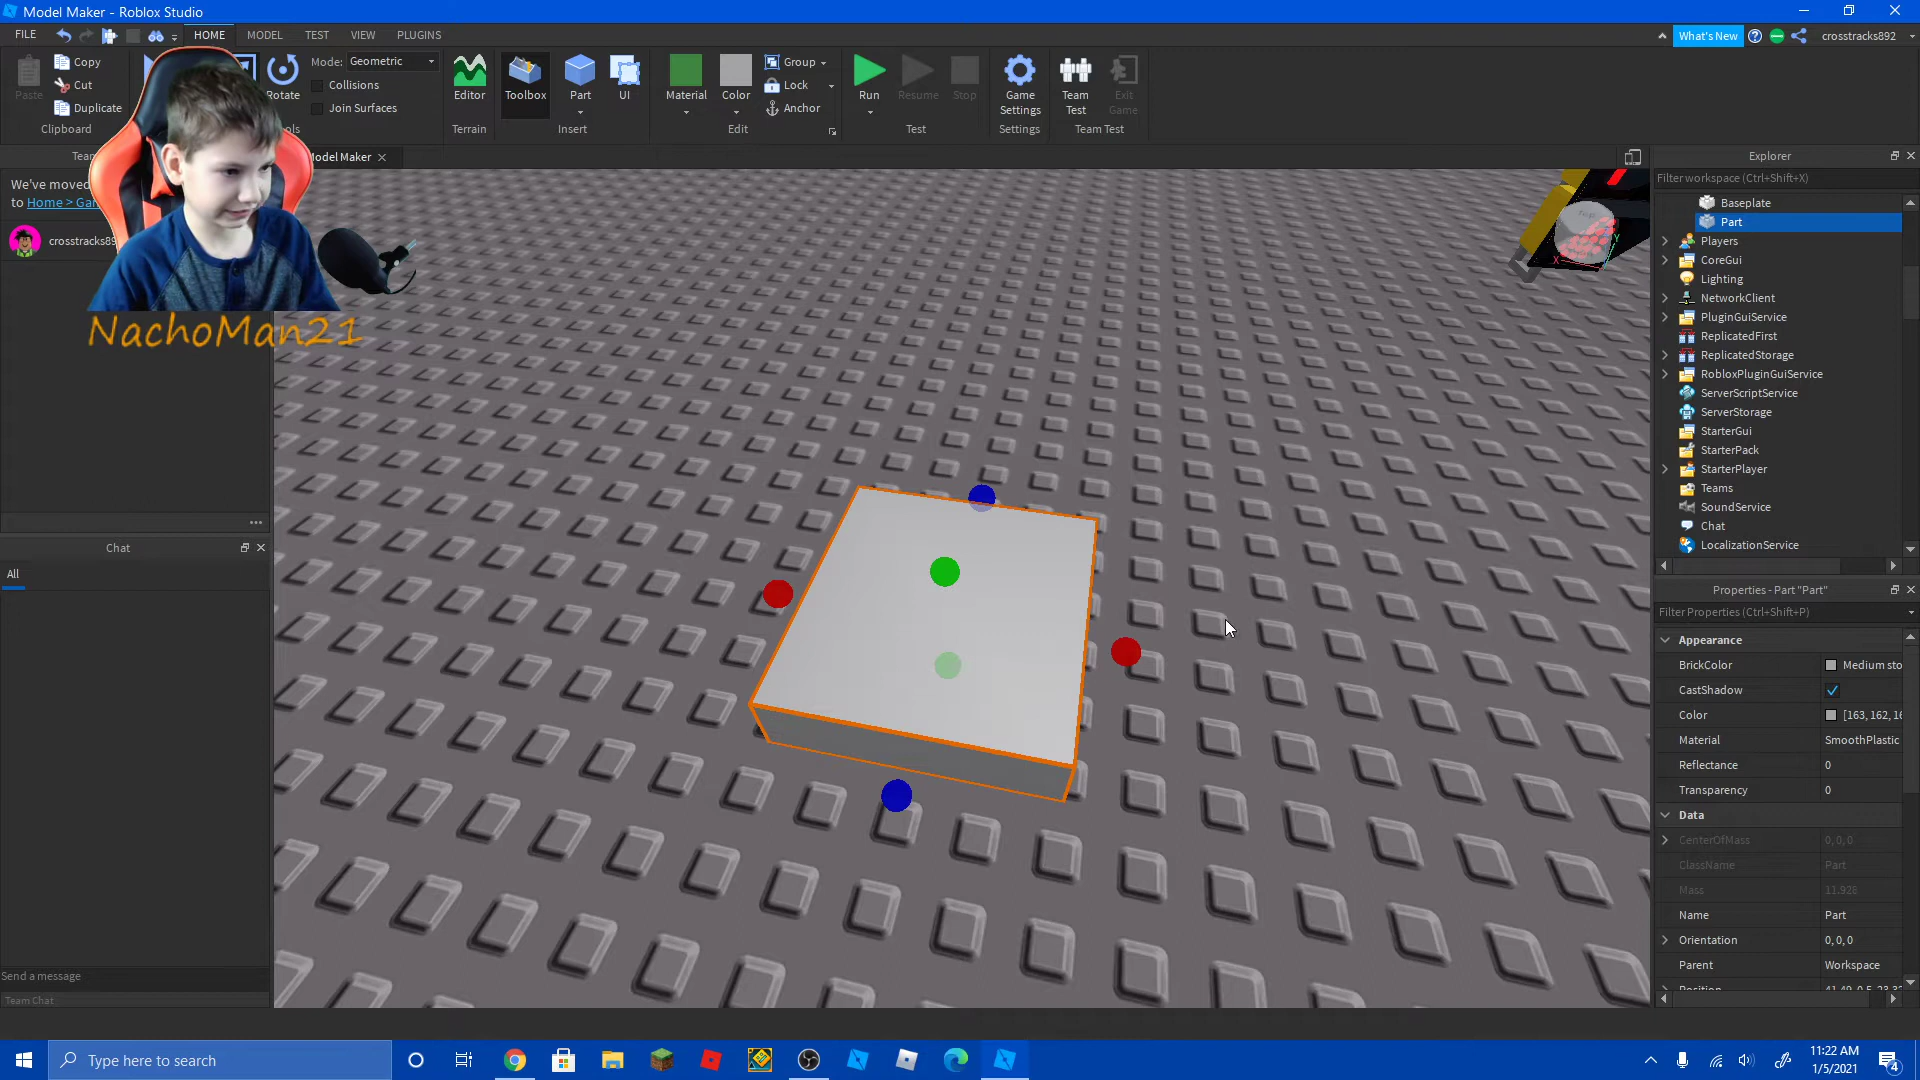 Model Maker - Roblox Studio
FILE HOME MODEL TEST VIEW PLUGINS What's New crosstracks892
Paste Copy Cut Duplicate Clipboard
Rotate Mode: Geometric Collisions Join Surfaces
Editor Terrain
Toolbox Part UI Insert
Material Color Group Lock Anchor Edit
Run Resume Stop Test
Game Settings Settings
Team Test Exit Game Team Test
Model Maker
We've moved
to Home >
crosstracks89
NachoMan21
Chat
All
Send a message
Team Chat
Explorer
Filter workspace (Ctrl+Shift+X)
Baseplate
Part
Players
CoreGui
Lighting
NetworkClient
PluginGuiService
ReplicatedFirst
ReplicatedStorage
RobloxPluginGuiService
ServerScriptService
ServerStorage
StarterGui
StarterPack
StarterPlayer
Teams
SoundService
Chat
LocalizationService
Properties - Part "Part"
Filter Properties (Ctrl+Shift+P)
Appearance
BrickColor Medium sto
CastShadow
Color [163, 162, 16
Material SmoothPlastic
Reflectance 0
Transparency 0
Data
CenterOfMass 0, 0, 0
ClassName Part
Mass 11.928
Name Part
Orientation 0, 0, 0
Parent Workspace
Position
Type here to search
11:22 AM
1/5/2021
4